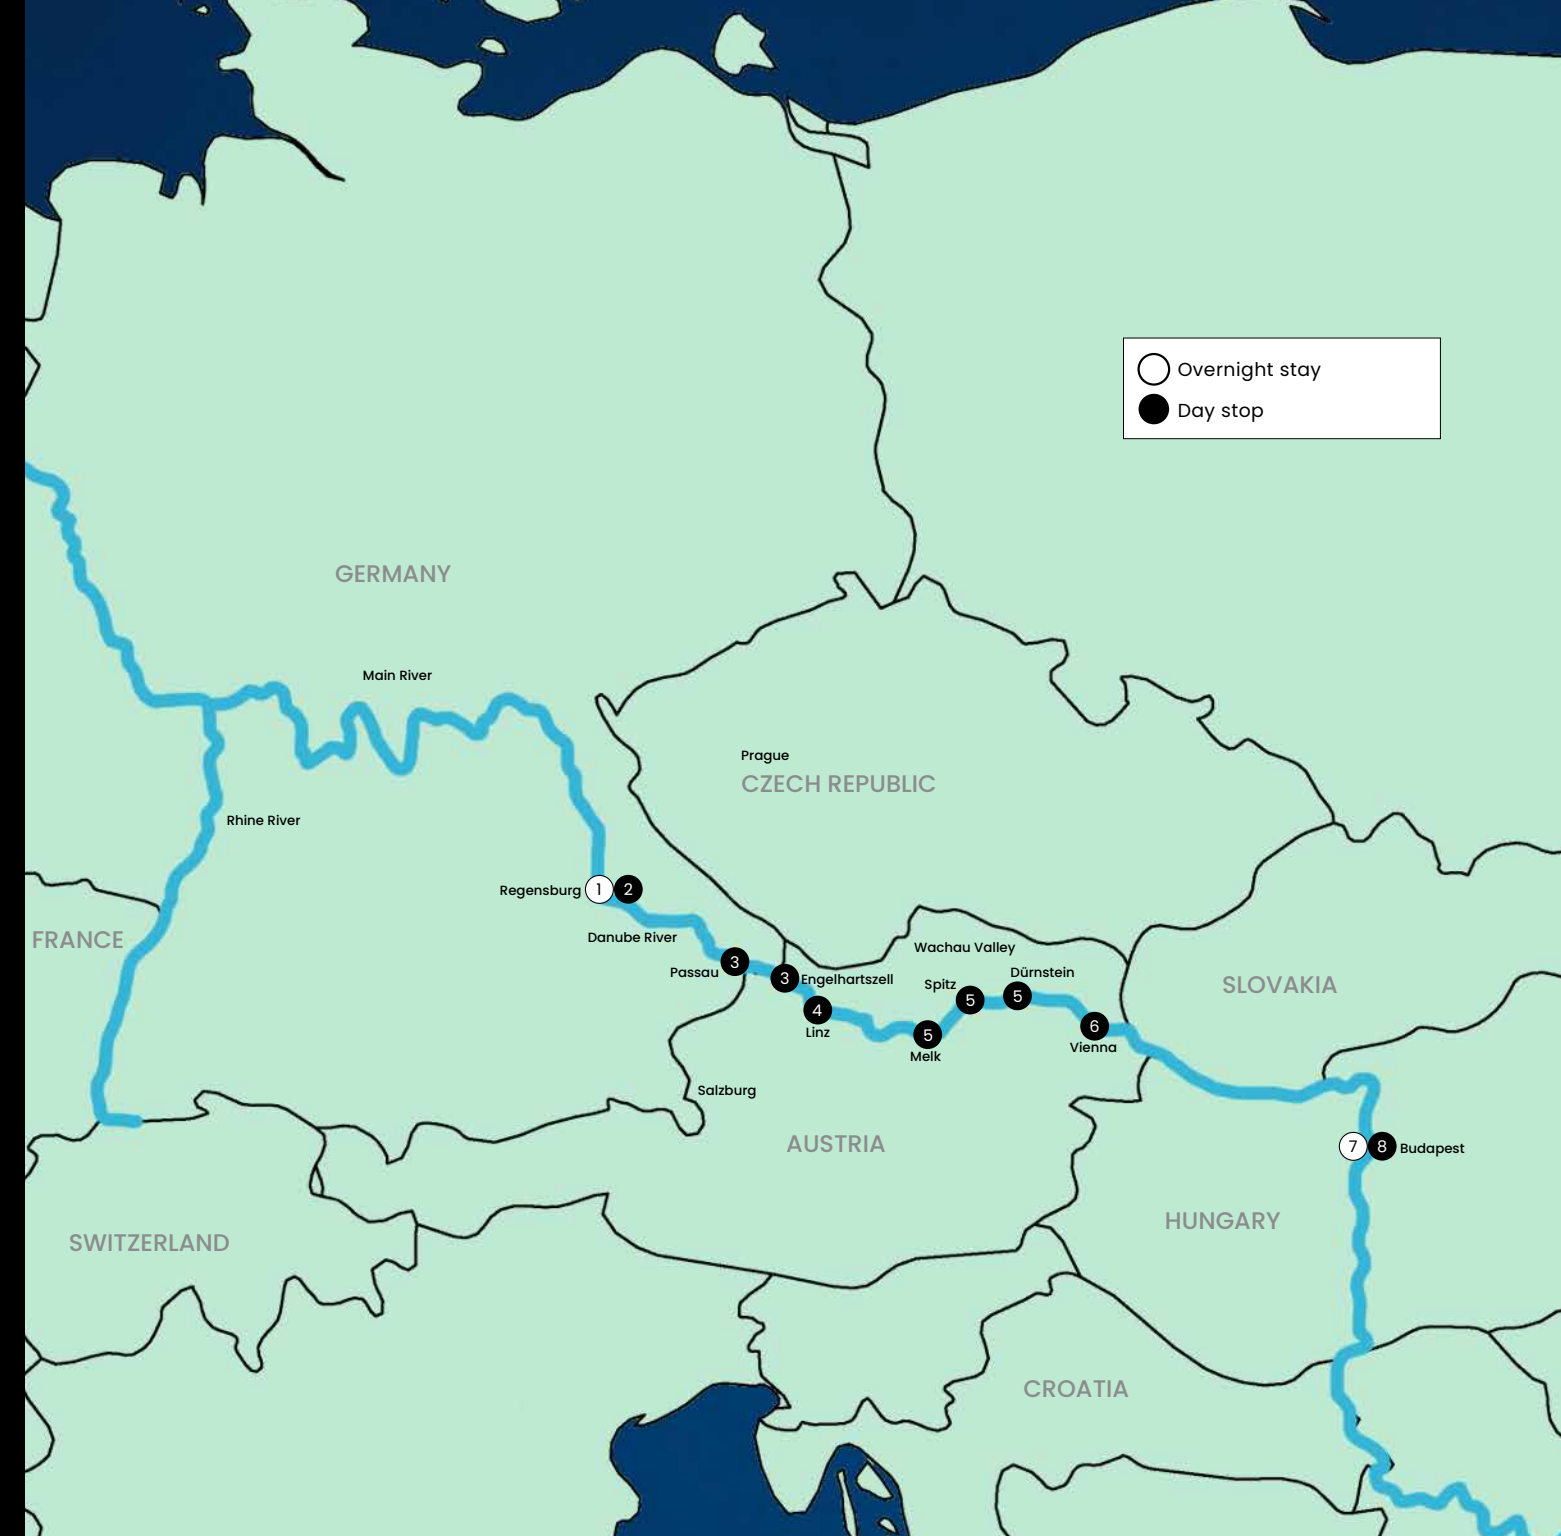 Overnight stay
Day stop
GERMANY
Main River
Prague
CZECH REPUBLIC
Rhine River
Regensburg 1 2
FRANCE
Danube River
Wachau Valley
Passau 3
3 Engelhartszell
Dürnstein
Spitz
SLOVAKIA
5
5
4
Linz
5
Melk
6
Vienna
Salzburg
AUSTRIA
7 8 Budapest
HUNGARY
SWITZERLAND
CROATIA